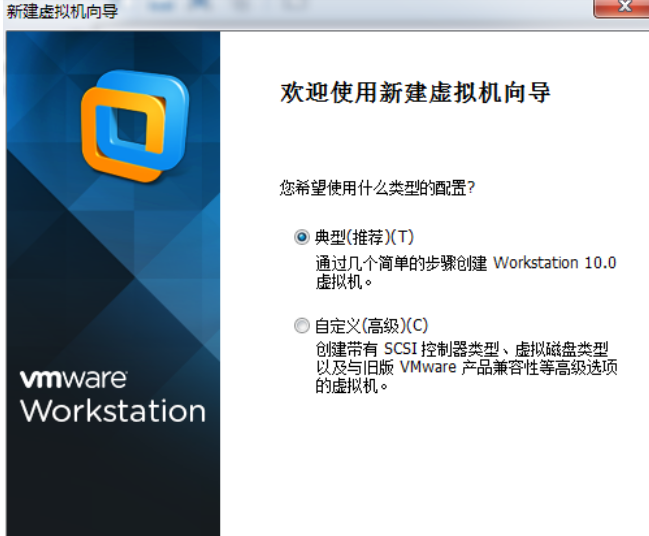 新建虚拟机向导
欢迎使用新建虚拟机向导
您希望使用什么类型的配置?
典型(推荐)(T)
通过几个简单的步骤创建 Workstation 10.0
虚拟机。
自定义(高级)(C)
创建带有 SCSI 控制器类型、虚拟磁盘类型
以及与旧版 VMware 产品兼容性等高级选项
的虚拟机。
vmware
Workstation